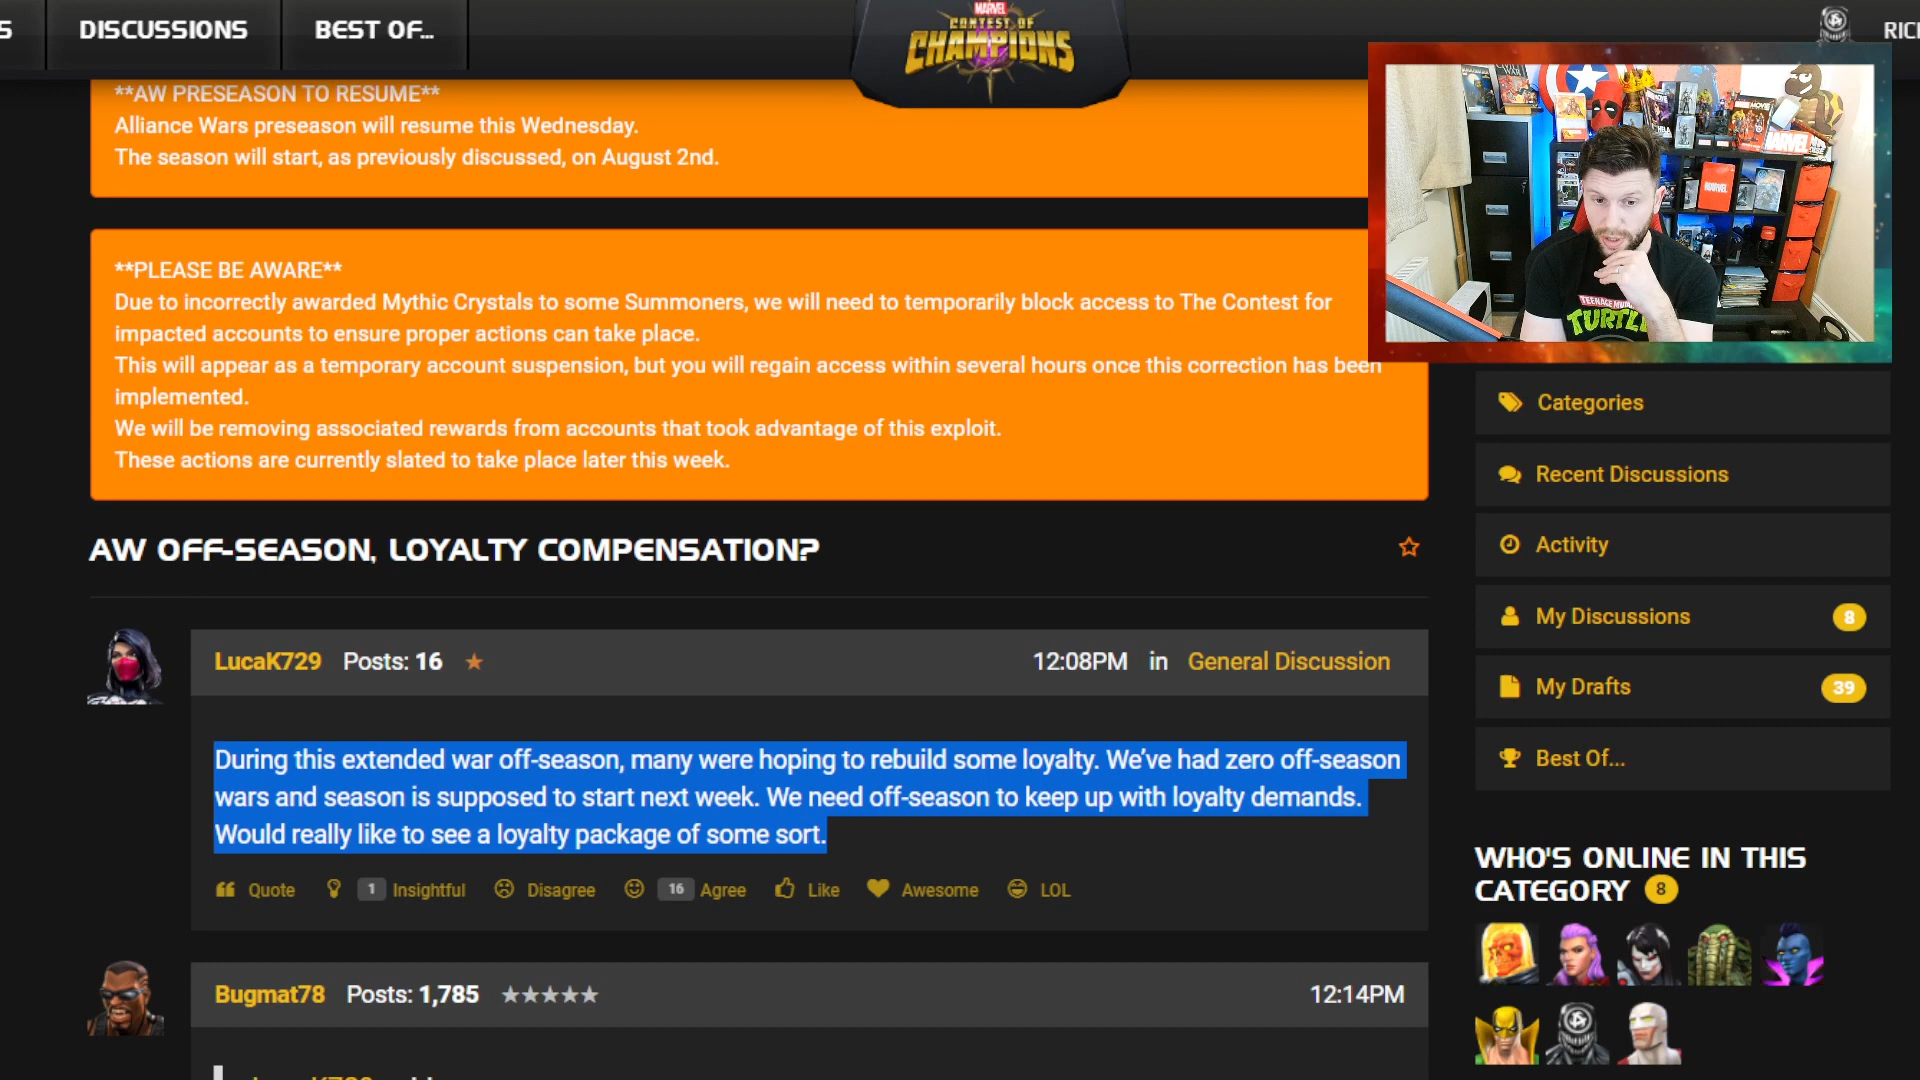 S
DISCUSSIONS
BEST OF...
MARVEL
CONTEST OF
CHAMPIONS
**AW PRESEASON TO RESUME**
Alliance Wars preseason will resume this Wednesday.
The season will start, as previously discussed, on August 2nd.
**PLEASE BE AWARE**
Due to incorrectly awarded Mythic Crystals to some Summoners, we will need to temporarily block access to The Contest for
impacted accounts to ensure proper actions can take place.
This will appear as a temporary account suspension, but you will regain access within several hours once this correction has been
implemented.
We will be removing associated rewards from accounts that took advantage of this exploit.
These actions are currently slated to take place later this week.
AW OFF-SEASON, LOYALTY COMPENSATION?
LucaK729 Posts: 16 12:08PM in General Discussion
During this extended war off-season, many were hoping to rebuild some loyalty. We’ve had zero off-season
wars and season is supposed to start next week. We need off-season to keep up with loyalty demands.
Would really like to see a loyalty package of some sort.
Quote 1 Insightful Disagree 16 Agree Like Awesome LOL
Bugmat78 Posts: 1,785 12:14PM
MARVEL
TEENAGE
TURTL
Categories
Recent Discussions
Activity
My Discussions 8
My Drafts 39
Best Of...
WHO'S ONLINE IN THIS
CATEGORY 8